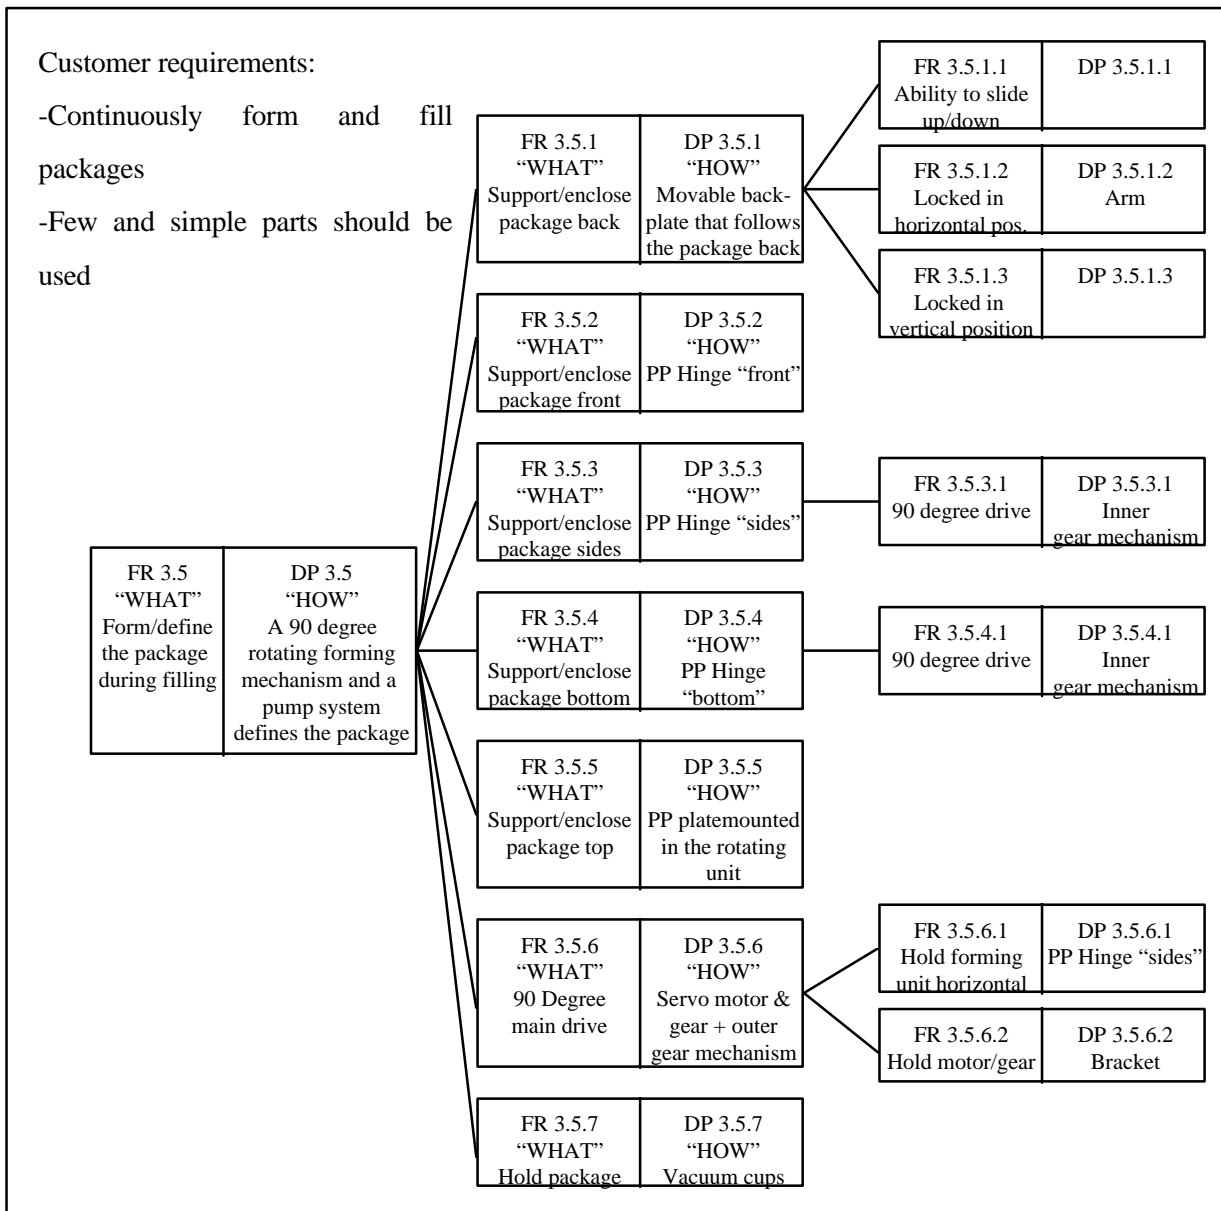 Customer requirements:
-Continuously form and fill
packages
-Few and simple parts should be
used
FR 3.5
“WHAT”
Form/define
the package
during filling
DP 3.5
“HOW”
A 90 degree
rotating forming
mechanism and a
pump system
defines the package
FR 3.5.1
“WHAT”
Support/enclose
package back
DP 3.5.1
“HOW”
Movable back-
plate that follows
the package back
FR 3.5.1.1
Ability to slide
up/down
DP 3.5.1.1
FR 3.5.1.2
Locked in
horizontal pos.
DP 3.5.1.2
Arm
FR 3.5.1.3
Locked in
vertical position
DP 3.5.1.3
FR 3.5.2
“WHAT”
Support/enclose
package front
DP 3.5.2
“HOW”
PP Hinge “front”
FR 3.5.3
“WHAT”
Support/enclose
package sides
DP 3.5.3
“HOW”
PP Hinge “sides”
FR 3.5.3.1
90 degree drive
DP 3.5.3.1
Inner
gear mechanism
FR 3.5.4
“WHAT”
Support/enclose
package bottom
DP 3.5.4
“HOW”
PP Hinge
“bottom”
FR 3.5.4.1
90 degree drive
DP 3.5.4.1
Inner
gear mechanism
FR 3.5.5
“WHAT”
Support/enclose
package top
DP 3.5.5
“HOW”
PP platemounted
in the rotating
unit
FR 3.5.6
“WHAT”
90 Degree
main drive
DP 3.5.6
“HOW”
Servo motor &
gear + outer
gear mechanism
FR 3.5.6.1
Hold forming
unit horizontal
DP 3.5.6.1
PP Hinge “sides”
FR 3.5.6.2
Hold motor/gear
DP 3.5.6.2
Bracket
FR 3.5.7
“WHAT”
Hold package
DP 3.5.7
“HOW”
Vacuum cups